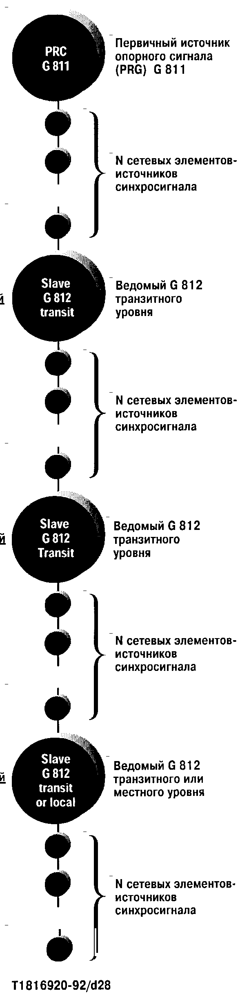 PRC
G 811
Первичный источник
опорного сигнала
(PRG) G 811
N сетевых элементов-
источников
синхросигнала
Slave
G 812
transit
й
Ведомый G 812
транзитного
уровня
N сетевых элементов-
источников
синхросигнала
Slave
G 812
Transit
й
Ведомый G 812
транзитного
уровня
N сетевых элементов-
источников
синхросигнала
Slave
G 812
transit
or local
й
Ведомый G 812
транзитного или
местного уровня
N сетевых элементов-
источников
синхросигнала
T1816920-92/d28